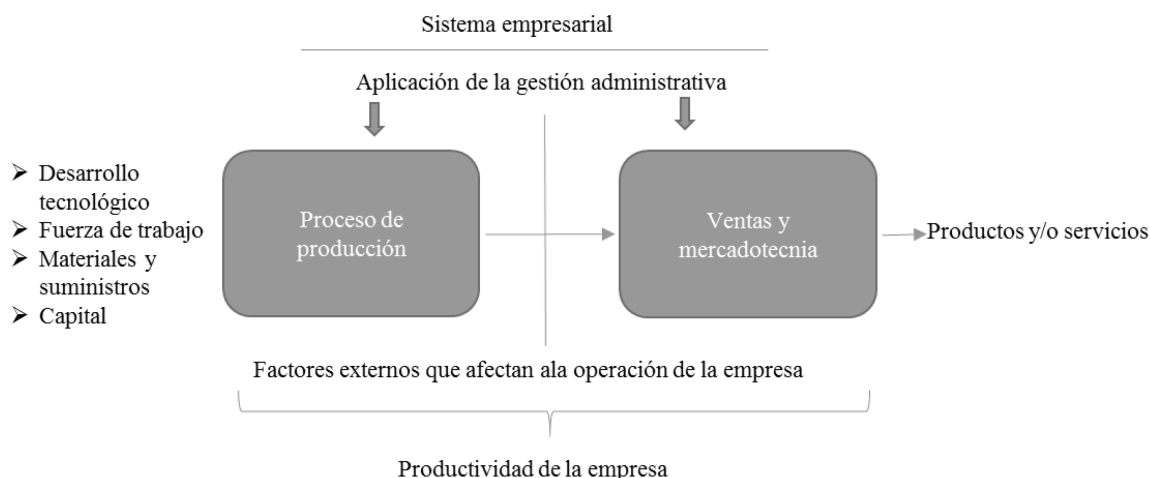 Sistema empresarial
Aplicación de la gestión administrativa
Desarrollo
tecnológico
Fuerza de trabajo
Materiales y
suministros
Capital
Proceso de
producción
Ventas y
mercadotecnia
Productos y/o servicios
Factores externos que afectan ala operación de la empresa
Productividad de la empresa